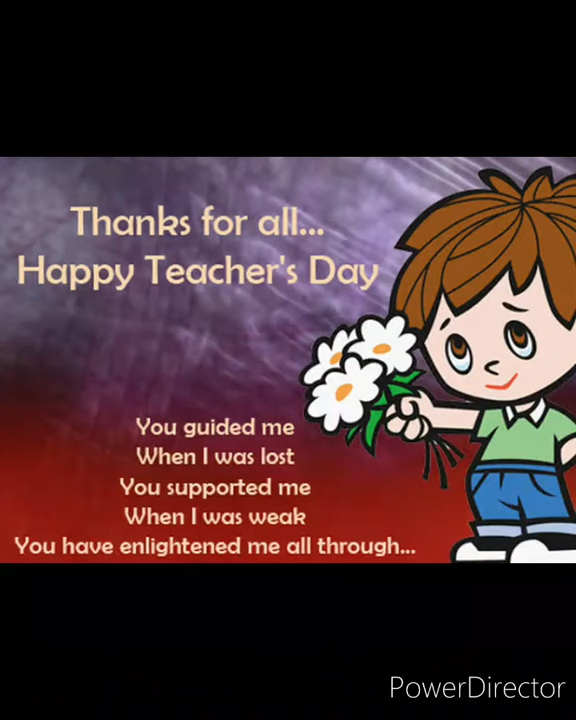 Thanks for all...
Happy Teacher's Day
You guided me
When I was lost
You supported me
When I was weak
You have enlightened me all through...
PowerDirector